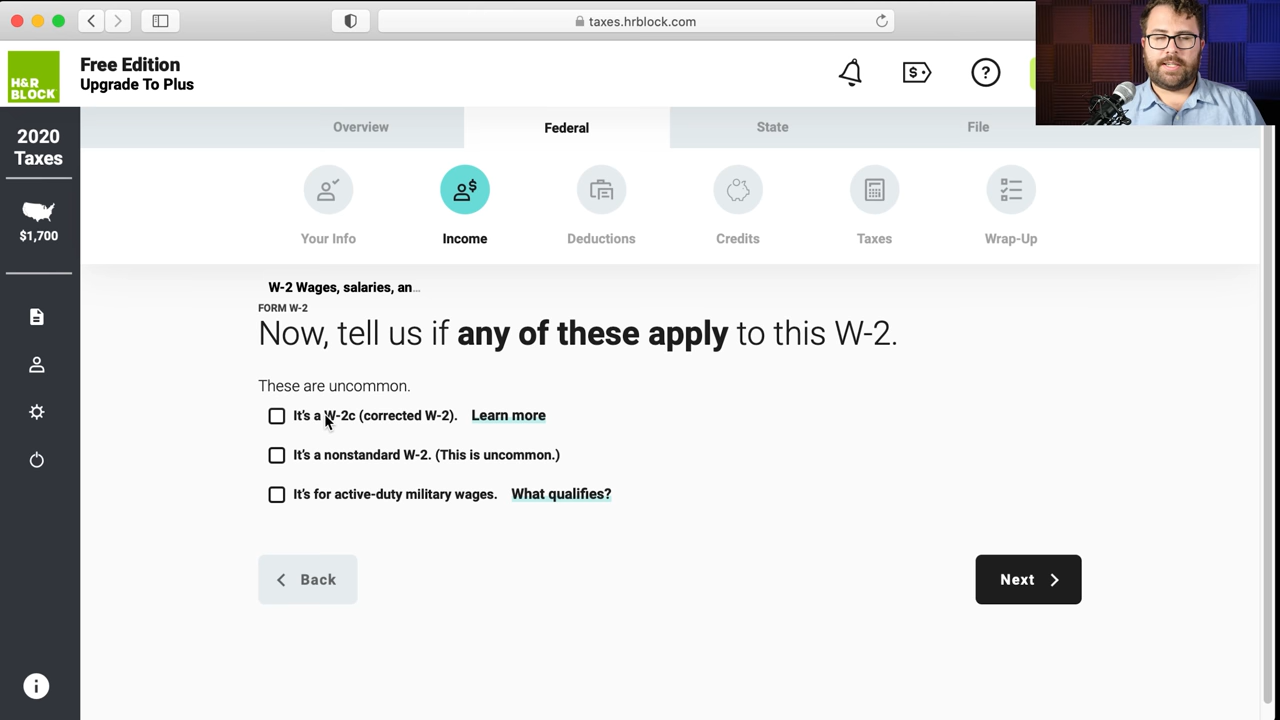 taxes.hrblock.com
H&R
BLOCK
Free Edition
Upgrade To Plus
$
?
2020
Taxes
$1,700
Overview
Federal
State
File
Your Info
Income
Deductions
Credits
Taxes
Wrap-Up
W-2 Wages, salaries, an...
FORM W-2
Now, tell us if any of these apply to this W-2.
These are uncommon.
It's a W-2c (corrected W-2). Learn more
It's a nonstandard W-2. (This is uncommon.)
It's for active-duty military wages. What qualifies?
Back
Next